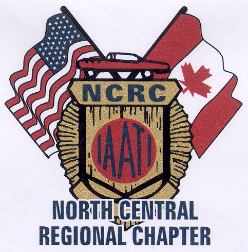 NCRC
IAATI
NORTH CENTRAL
REGIONAL CHAPTER